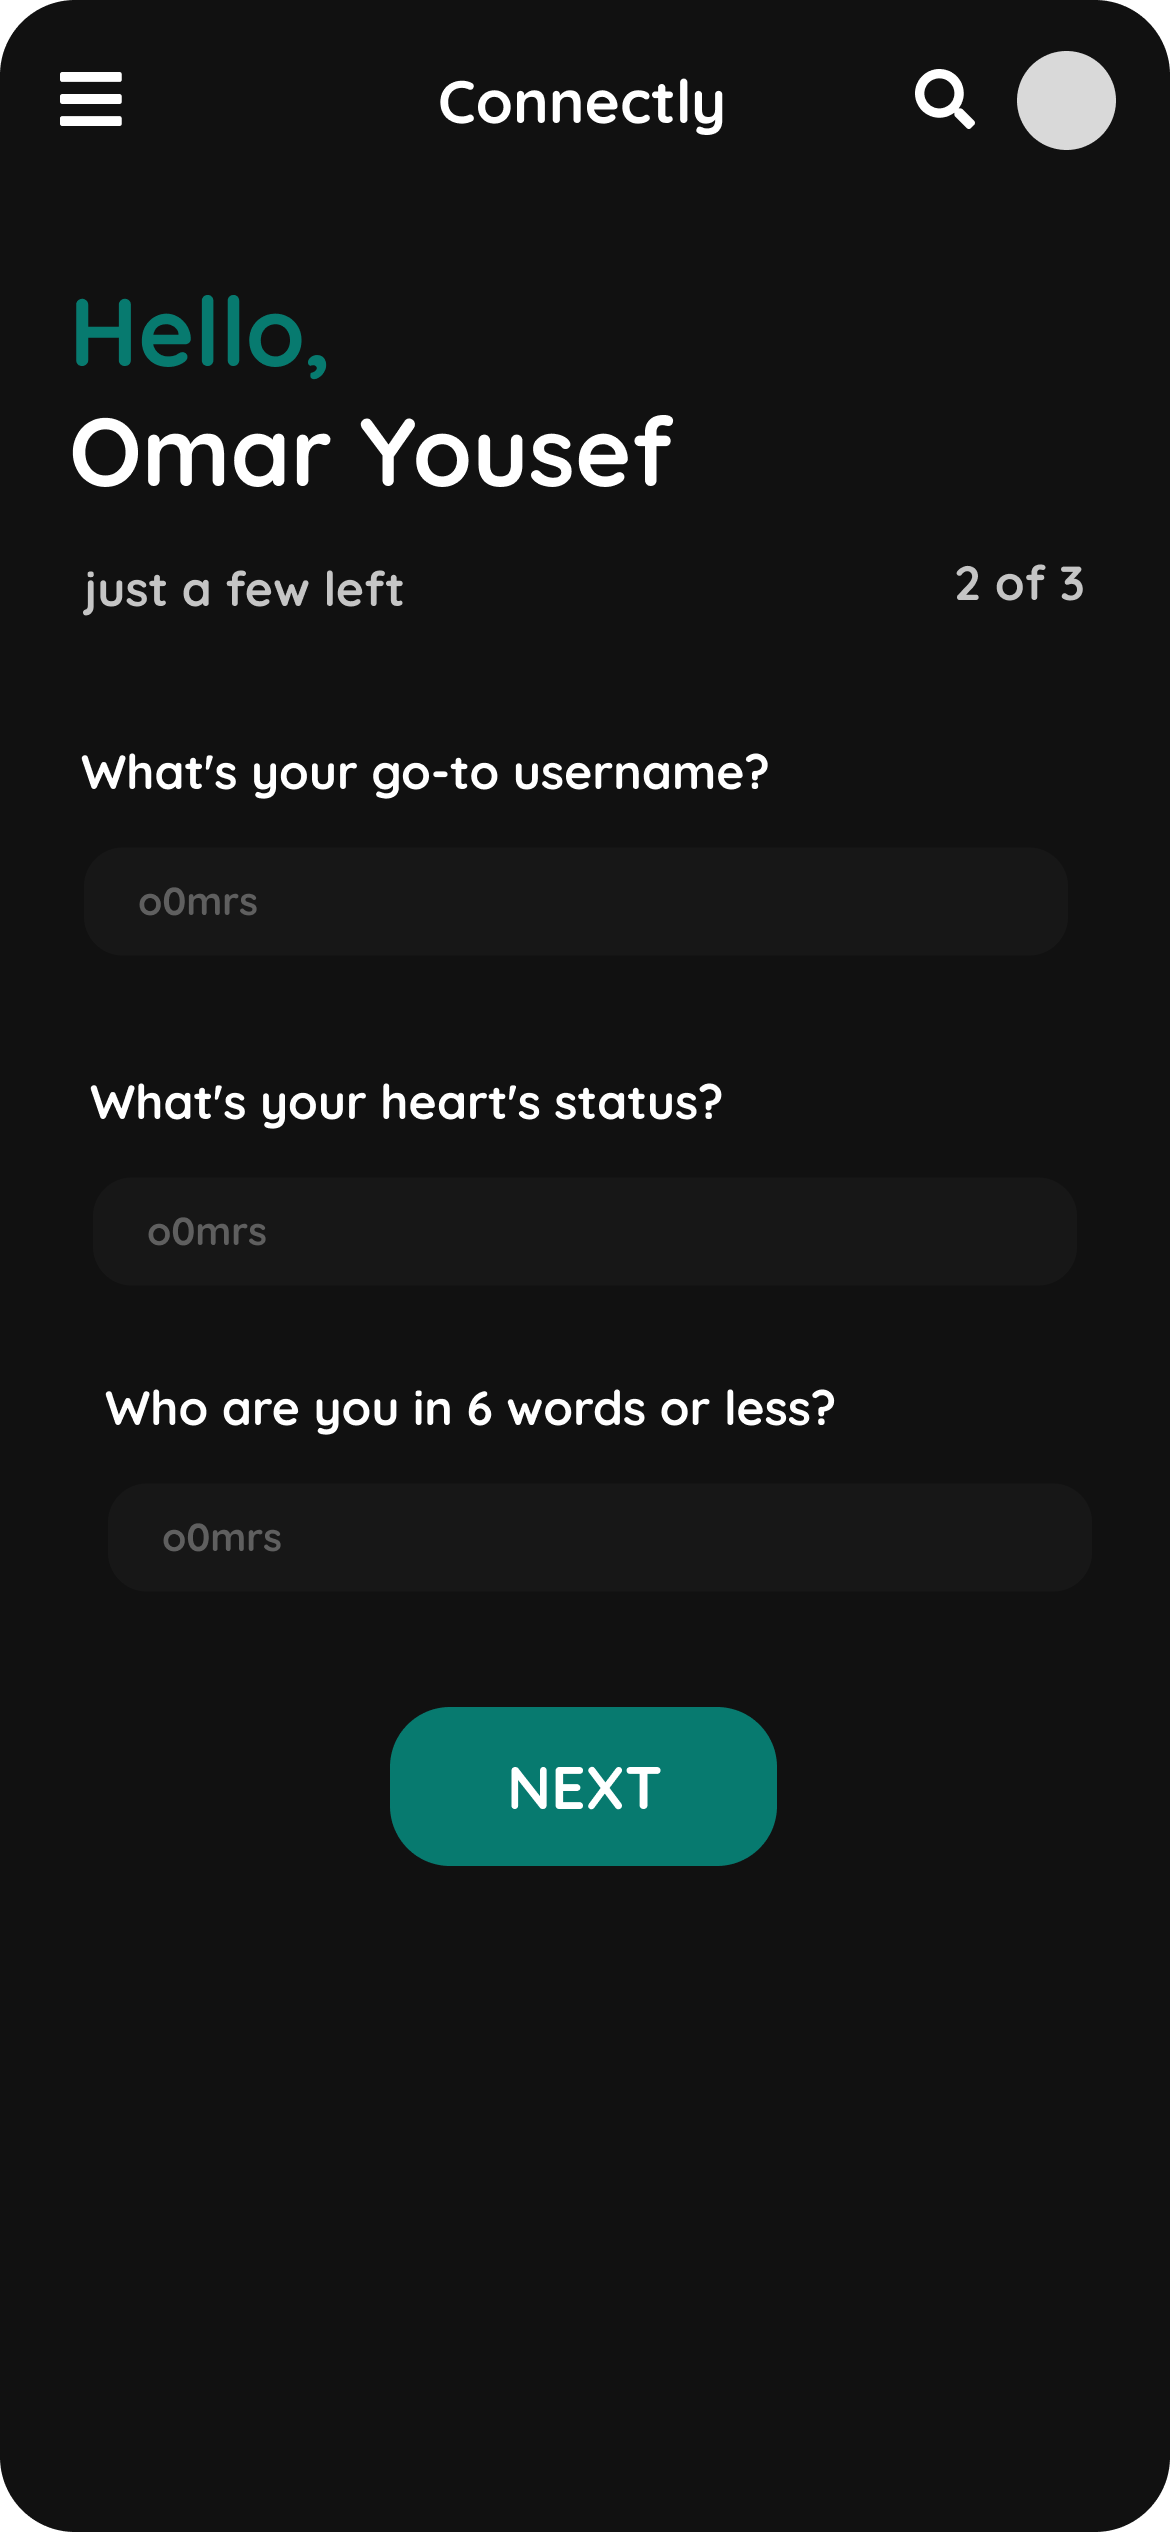 Connectly
Hello,
Omar Yousef
just a few left
2 of 3
What's your go-to username?
o0mrs
What's your heart's status?
o0mrs
Who are you in 6 words or less?
o0mrs
NEXT